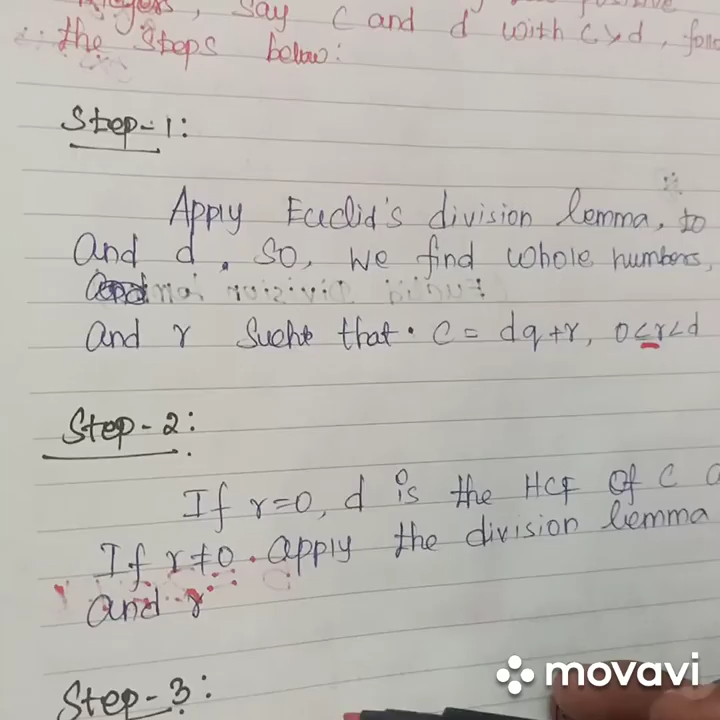 say c and d with c>d,
the steps below:
Step-1:
Apply Euclid's division lemma, to
and d. So, we find whole numbers,
and r Such that. c = dq+r, 0≤r<d
Step-2:
If r=0, d is the HCF of c
If r≠0. apply the division lemma
and r
Step-3:
movavi